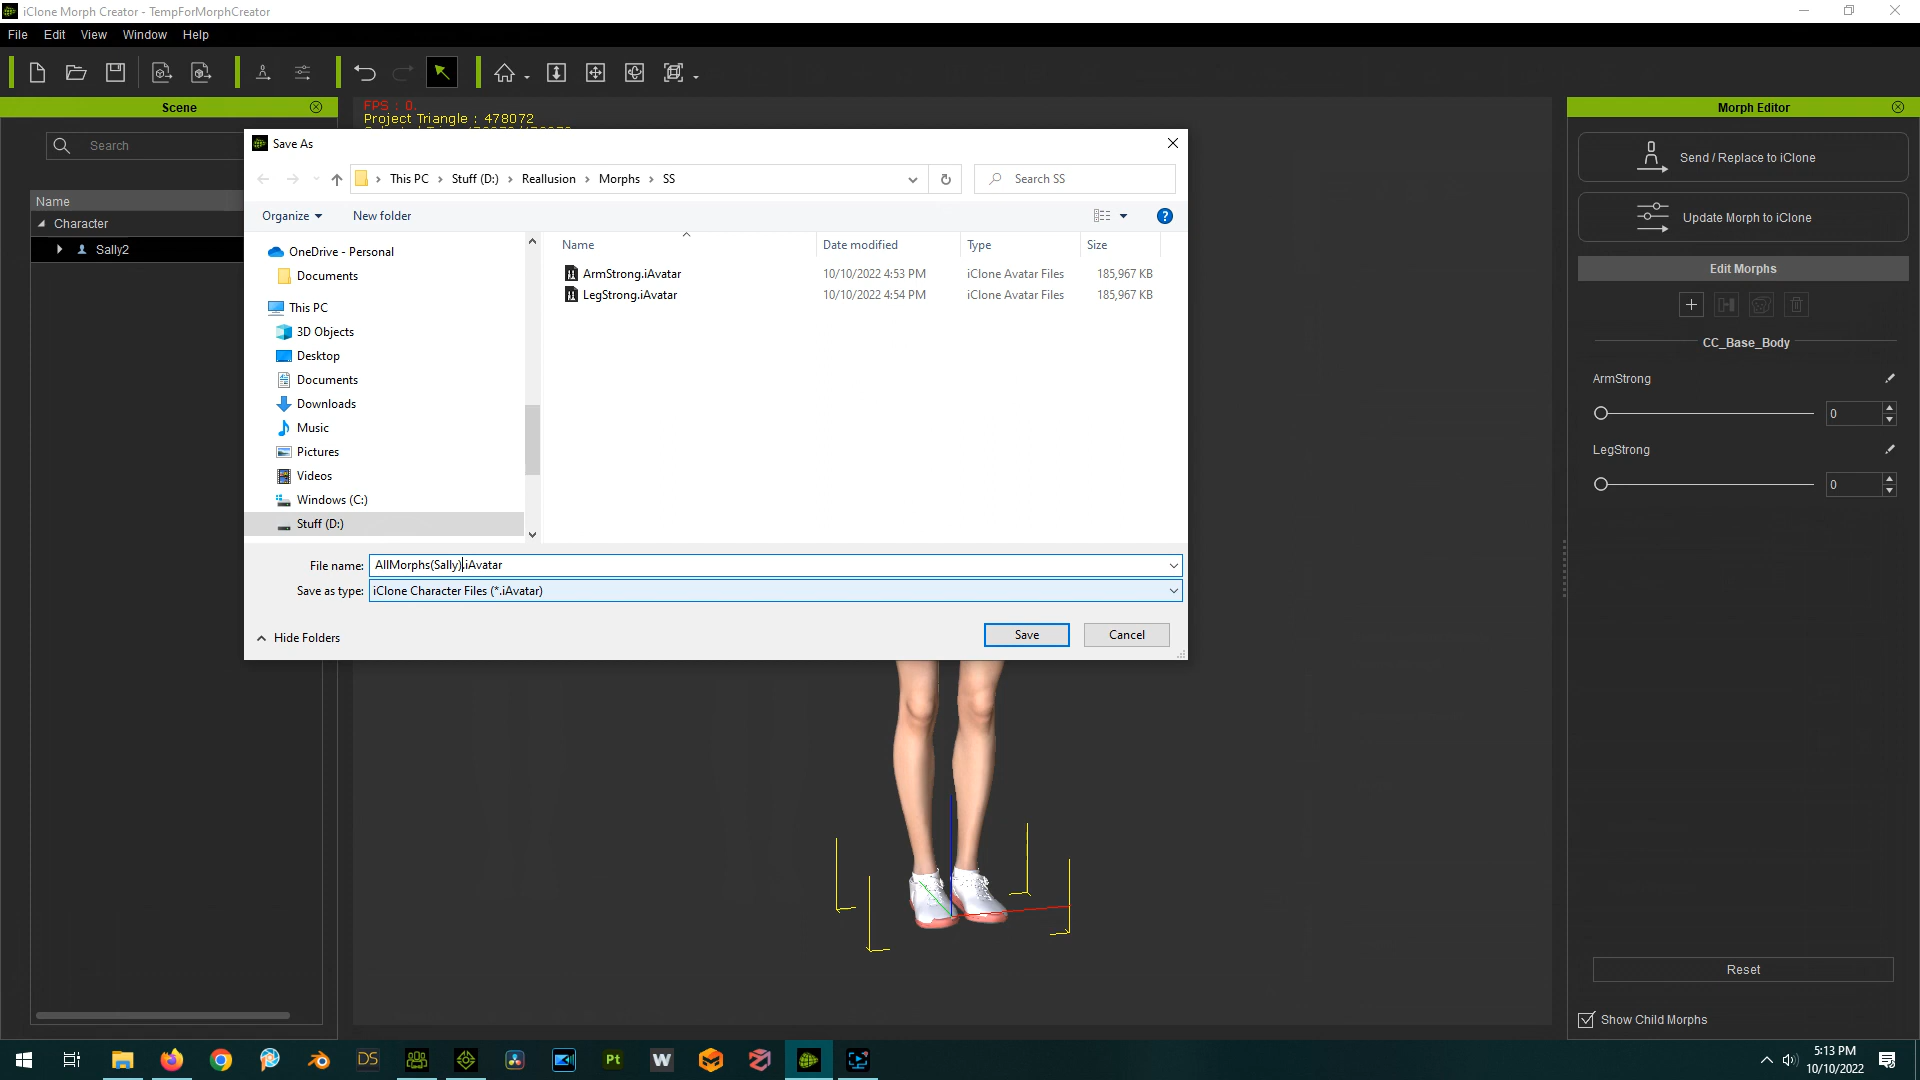 iClone Morph Creator - TempForMorphCreator
File Edit View Window Help
Scene
FPS : 0.
Project Triangle : 478072
Morph Editor
Search
Name
Character
Sally2
Save As
This PC > Stuff (D:) > Reallusion > Morphs > SS
Search SS
Organize
New folder
OneDrive - Personal
Documents
This PC
3D Objects
Desktop
Documents
Downloads
Music
Pictures
Videos
Windows (C:)
Stuff (D:)
Name Date modified Type Size
ArmStrong.iAvatar 10/10/2022 4:53 PM iClone Avatar Files 185,967 KB
LegStrong.iAvatar 10/10/2022 4:54 PM iClone Avatar Files 185,967 KB
File name: AllMorphs(Sally).iAvatar
Save as type: iClone Character Files (*.iAvatar)
Hide Folders
Save
Cancel
Send / Replace to iClone
Update Morph to iClone
Edit Morphs
CC_Base_Body
ArmStrong
0
LegStrong
0
Reset
Show Child Morphs
DS
Pt
W
5:13 PM
10/10/2022